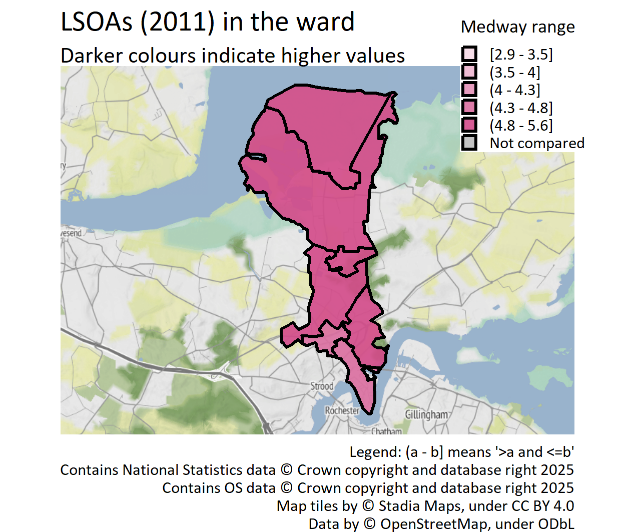 LSOAs (2011) in the ward
Darker colours indicate higher values
Medway range
[2.9 - 3.5]
(3.5 - 4]
(4 - 4.3]
(4.3 - 4.8]
(4.8 - 5.6]
Not compared
ry
vesend
Strood
Rochester
Gillingham
Chatham
Legend: (a - b] means '>a and <=b'
Contains National Statistics data © Crown copyright and database right 2025
Contains OS data © Crown copyright and database right 2025
Map tiles by © Stadia Maps, under CC BY 4.0
Data by © OpenStreetMap, under ODbL